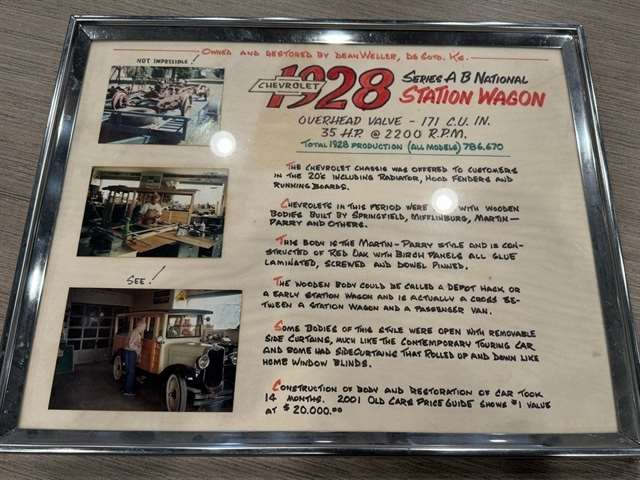 OWNED AND RESTORED BY DEAN WELLER, DE SOTO, KS.
NOT IMPOSSIBLE!
CHEVROLET
1928
SERIES A B NATIONAL
STATION WAGON
OVERHEAD VALVE - 171 C.U. IN.
35 H.P. @ 2200 R.P.M.
TOTAL 1928 PRODUCTION (ALL MODELS) 786,670
THE CHEVROLET CHASSIS WAS OFFERED TO CUSTOMERS
IN THE 20'S INCLUDING RADIATOR, HOOD FENDERS AND
RUNNING BOARDS.
CHEVROLETS IN THIS PERIOD WERE WITH WOODEN
BODIES BUILT BY SPRINGFIELD, MIFFLINBURG, MARTIN-
PARRY AND OTHERS.
THIS BODY IS THE MARTIN-PARRY STYLE AND IS CON-
STRUCTED OF RED OAK WITH BIRCH PANELS ALL GLUE
LAMINATED, SCREWED AND DOWEL PINNED.
SEE!
THE WOODEN BODY COULD BE CALLED A DEPOT HACK OR
A EARLY STATION WAGON AND IS ACTUALLY A CROSS BE-
TWEEN A STATION WAGON AND A PASSENGER VAN.
SOME BODIES OF THIS STYLE WERE OPEN WITH REMOVABLE
SIDE CURTAINS, MUCH LIKE THE CONTEMPORARY TOURING CAR
AND SOME HAD SIDECURTAINS THAT ROLLED UP AND DOWN LIKE
HOME WINDOW BLINDS.
CONSTRUCTION OF BODY AND RESTORATION OF CAR TOOK
14 MONTHS. 2001 OLD CARS PRICE GUIDE SHOWS #1 VALUE
AT $20,000.00